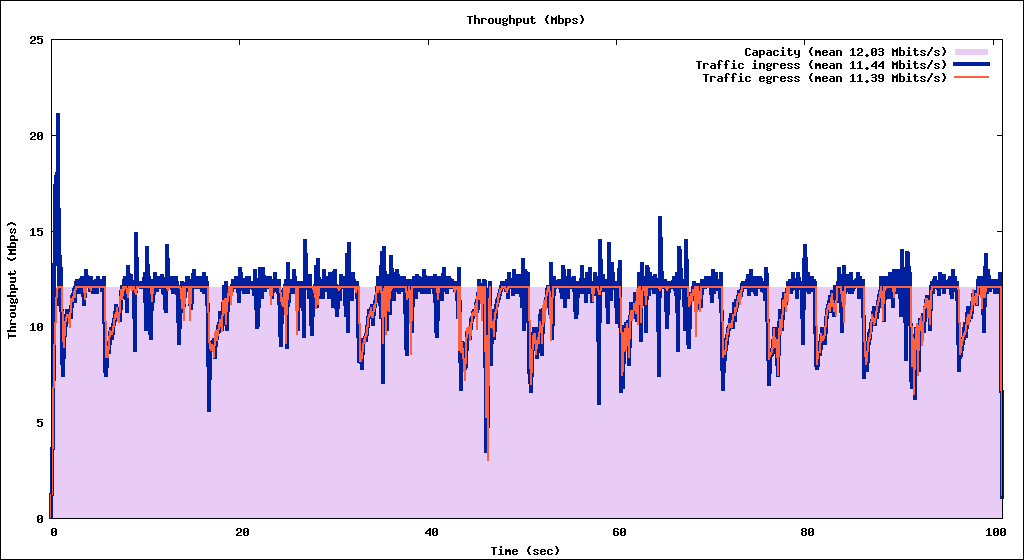 Throughput (Mbps)
25
Capacity (mean 12.03 Mbits/s)
Traffic ingress (mean 11.44 Mbits/s)
Traffic egress (mean 11.39 Mbits/s)
20
15
Throughput (Mbps)
10
5
0
0 20 40 60 80 100
Time (sec)